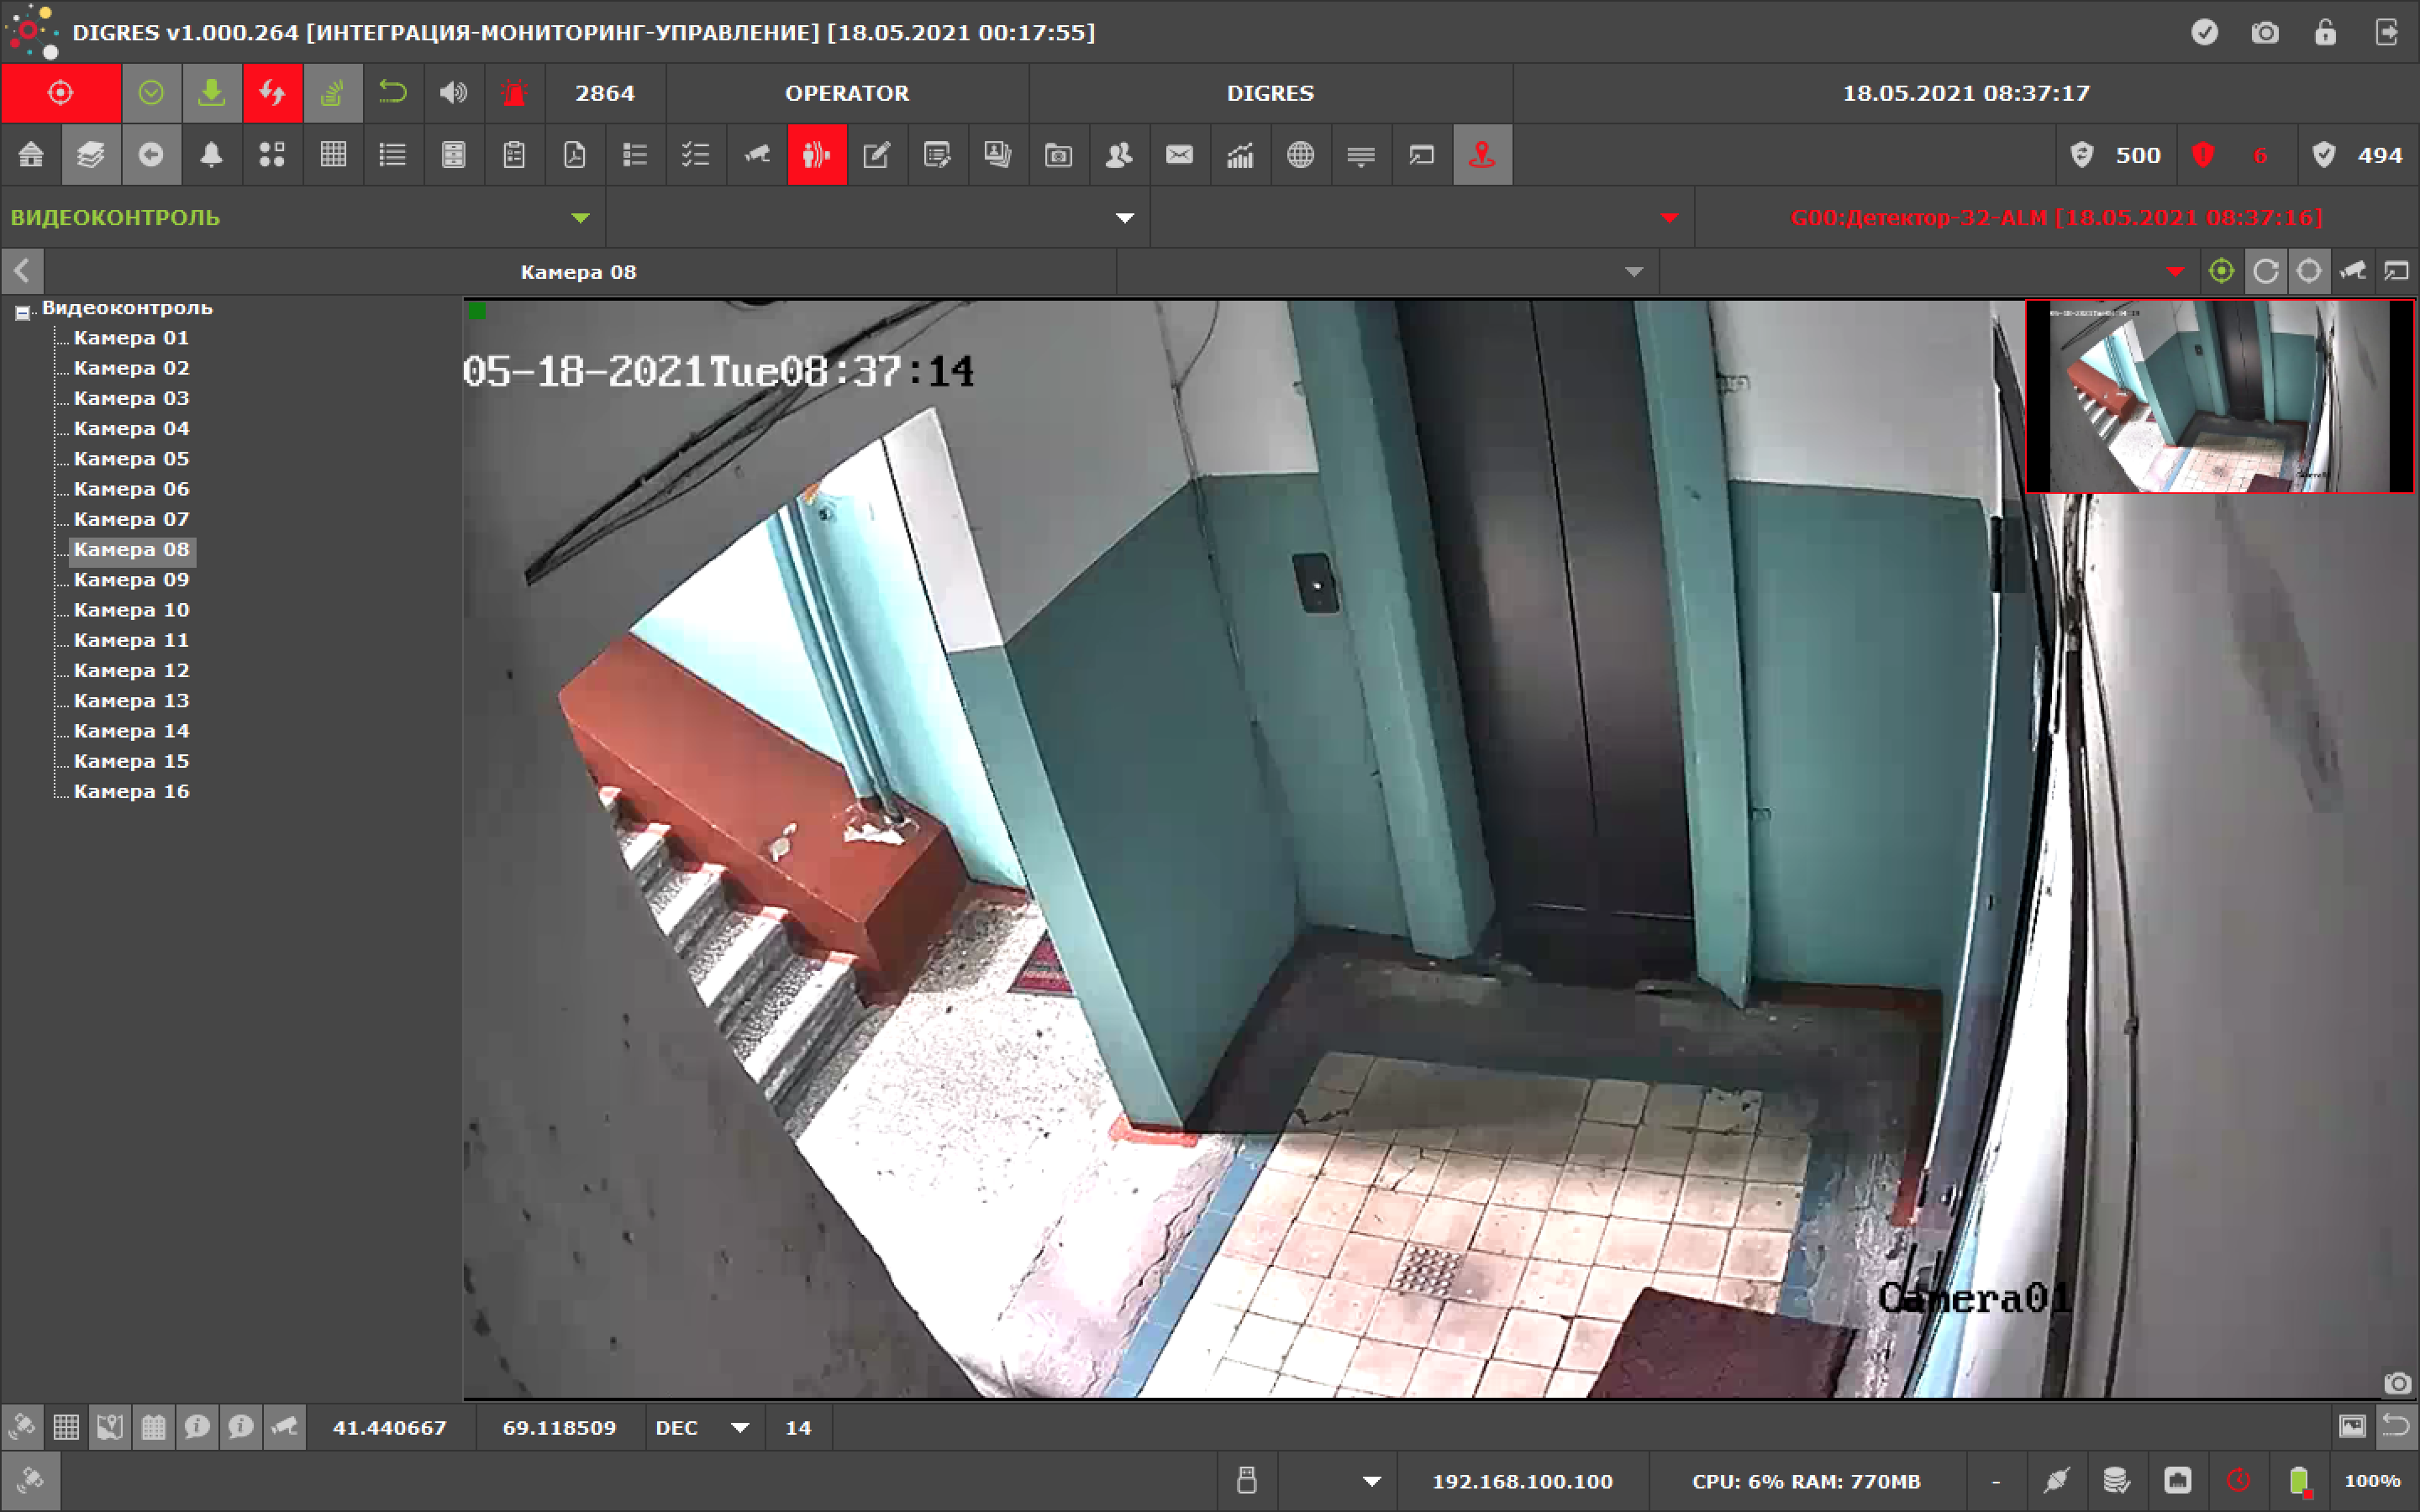 DIGRES v1.000.264 [ИНТЕГРАЦИЯ-МОНИТОРИНГ-УПРАВЛЕНИЕ] [18.05.2021 00:17:55]
2864 OPERATOR DIGRES 18.05.2021 08:37:17
500 6 494
ВИДЕОКОНТРОЛЬ G00:Детектор-32-ALM [18.05.2021 08:37:16]
Камера 08
Видеоконтроль
Камера 01
Камера 02
Камера 03
Камера 04
Камера 05
Камера 06
Камера 07
Камера 08
Камера 09
Камера 10
Камера 11
Камера 12
Камера 13
Камера 14
Камера 15
Камера 16
05-18-2021Tue08:37:14
Camera01
41.440667 69.118509 DEC 14
192.168.100.100 CPU: 6% RAM: 770MB - 100%